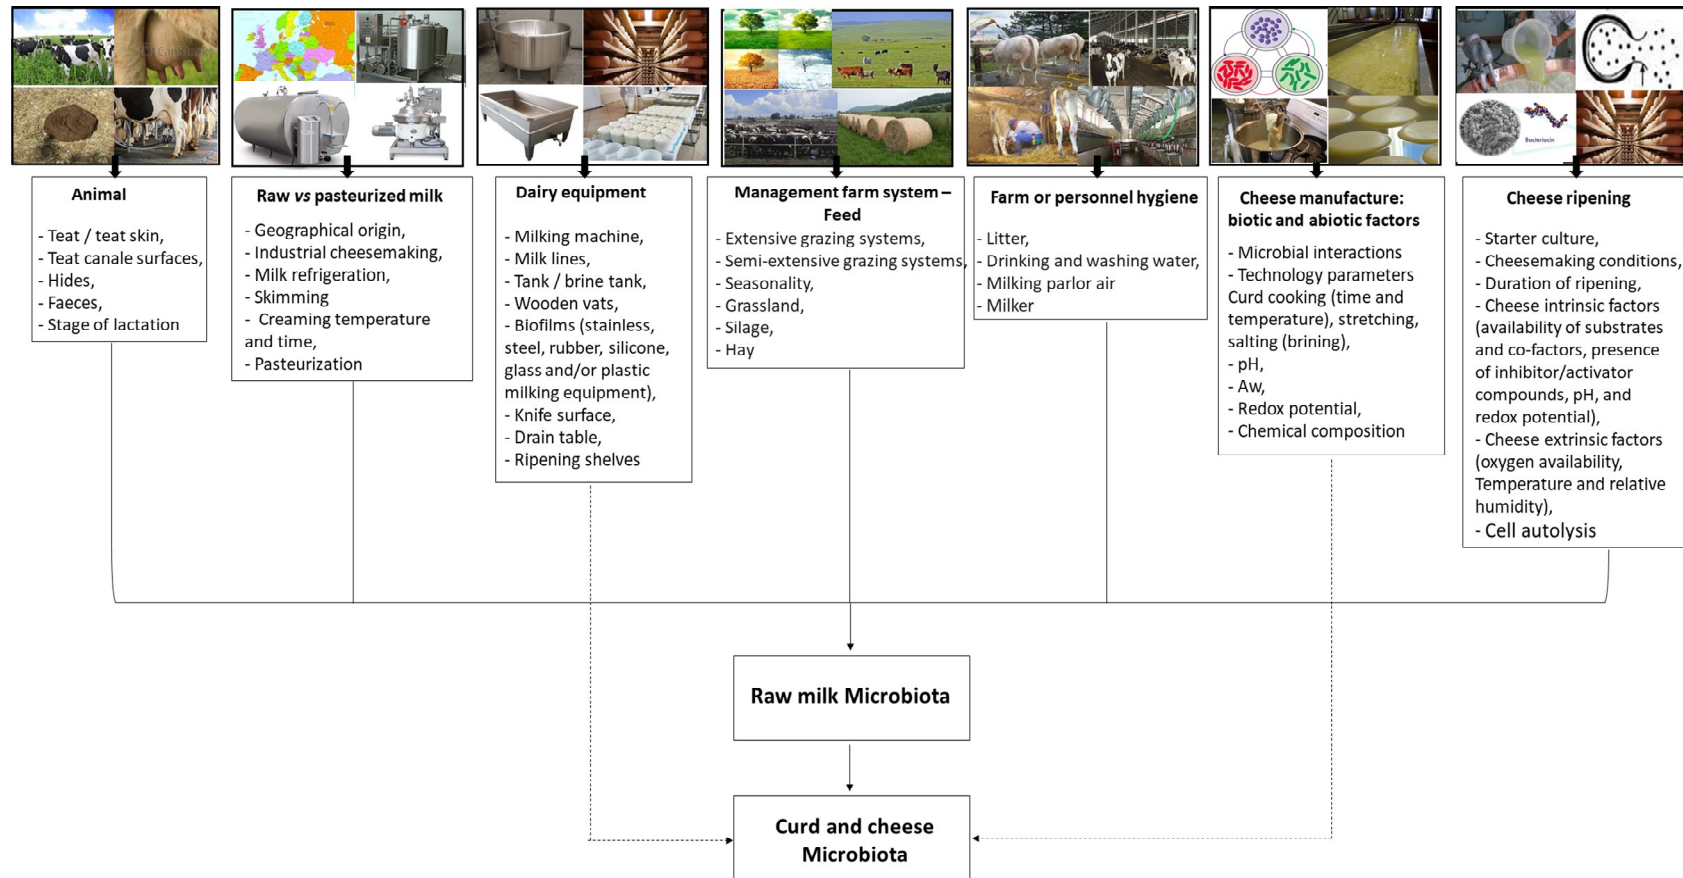 CanStock
Bacteriocin
Animal
- Teat / teat skin,
- Teat canale surfaces,
- Hides,
- Faeces,
- Stage of lactation
Raw vs pasteurized milk
- Geographical origin,
- Industrial cheesemaking,
- Milk refrigeration,
- Skimming
- Creaming temperature
and time,
- Pasteurization
Dairy equipment
- Milking machine,
- Milk lines,
- Tank / brine tank,
- Wooden vats,
- Biofilms (stainless,
steel, rubber, silicone,
glass and/or plastic
milking equipment),
- Knife surface,
- Drain table,
- Ripening shelves
Management farm system –
Feed
- Extensive grazing systems,
- Semi-extensive grazing systems,
- Seasonality,
- Grassland,
- Silage,
- Hay
Farm or personnel hygiene
- Litter,
- Drinking and washing water,
- Milking parlor air
- Milker
Cheese manufacture:
biotic and abiotic factors
- Microbial interactions
- Technology parameters
Curd cooking (time and
temperature), stretching,
salting (brining),
- pH,
- Aw,
- Redox potential,
- Chemical composition
Cheese ripening
- Starter culture,
- Cheesemaking conditions,
- Duration of ripening,
- Cheese intrinsic factors
(availability of substrates
and co-factors, presence
of inhibitor/activator
compounds, pH, and
redox potential),
- Cheese extrinsic factors
(oxygen availability,
Temperature and relative
humidity),
- Cell autolysis
Raw milk Microbiota
Curd and cheese
Microbiota